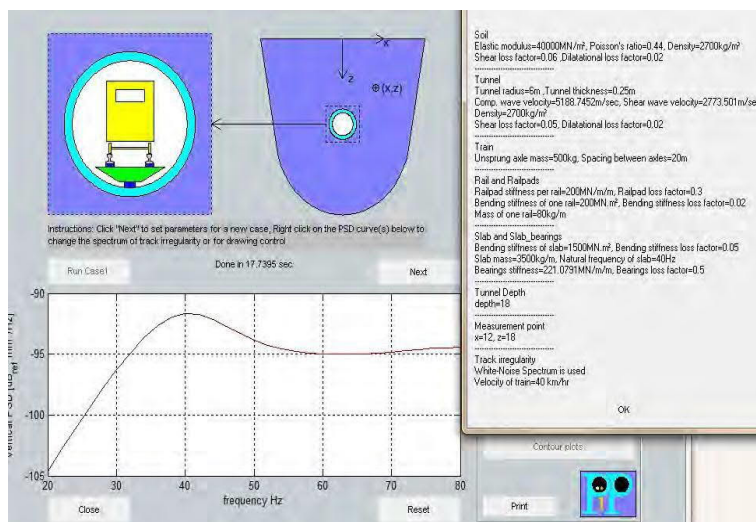 x
z
⊕(x,z)
Instructions: Click "Next" to set parameters for a new case, Right click on the PSD curve(s) below to
change the spectrum of track irregularity or for drawing control
Run Case1
Done in 17.7395 sec
Next
-90
-95
-100
-105
20 30 40 50 60 70 80
frequency Hz
Close
Reset
Soil
Elastic modulus=40000MN/m², Poisson's ratio=0.44, Density=2700kg/m³
Shear loss factor=0.06 ,Dilatational loss factor=0.02
Tunnel
Tunnel radius=6m ,Tunnel thickness=0.25m
Comp. wave velocity=5188.7452m/sec, Shear wave velocity=2773.501m/se
Density=2700kg/m³
Shear loss factor=0.05, Dilatational loss factor=0.02
Train
Unsprung axle mass=500kg, Spacing between axles=20m
Rail and Railpads
Railpad stiffness per rail=200MN/m/m, Railpad loss factor=0.3
Bending stiffness of one rail=200MN.m², Bending loss factor=0.02
Mass of one rail=80kg/m
Slab and Slab_bearings
Bending stiffness of slab=1500MN.m², Bending loss factor=0.05
Slab mass=3500kg/m, Natural frequency of slab=40Hz
Bearings stiffness=221.0791MN/m/m, Bearings loss factor=0.5
Tunnel Depth
depth=18
Measurement point
x=12, z=18
Track irregularity
White-Noise Spectrum is used
Velocity of train=40 km/hr
OK
Contour plots
Print